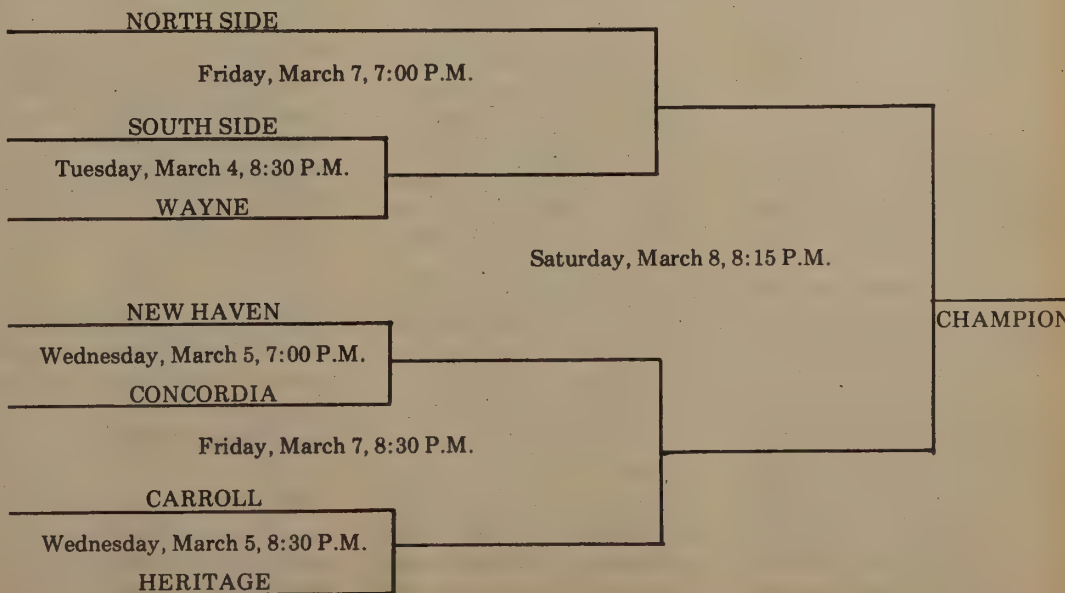 NORTH SIDE
Friday, March 7, 7:00 P.M.
SOUTH SIDE
Tuesday, March 4, 8:30 P.M.
WAYNE
Saturday, March 8, 8:15 P.M.
NEW HAVEN
CHAMPION
Wednesday, March 5, 7:00 P.M.
CONCORDIA
Friday, March 7, 8:30 P.M.
CARROLL
Wednesday, March 5, 8:30 P.M.
HERITAGE